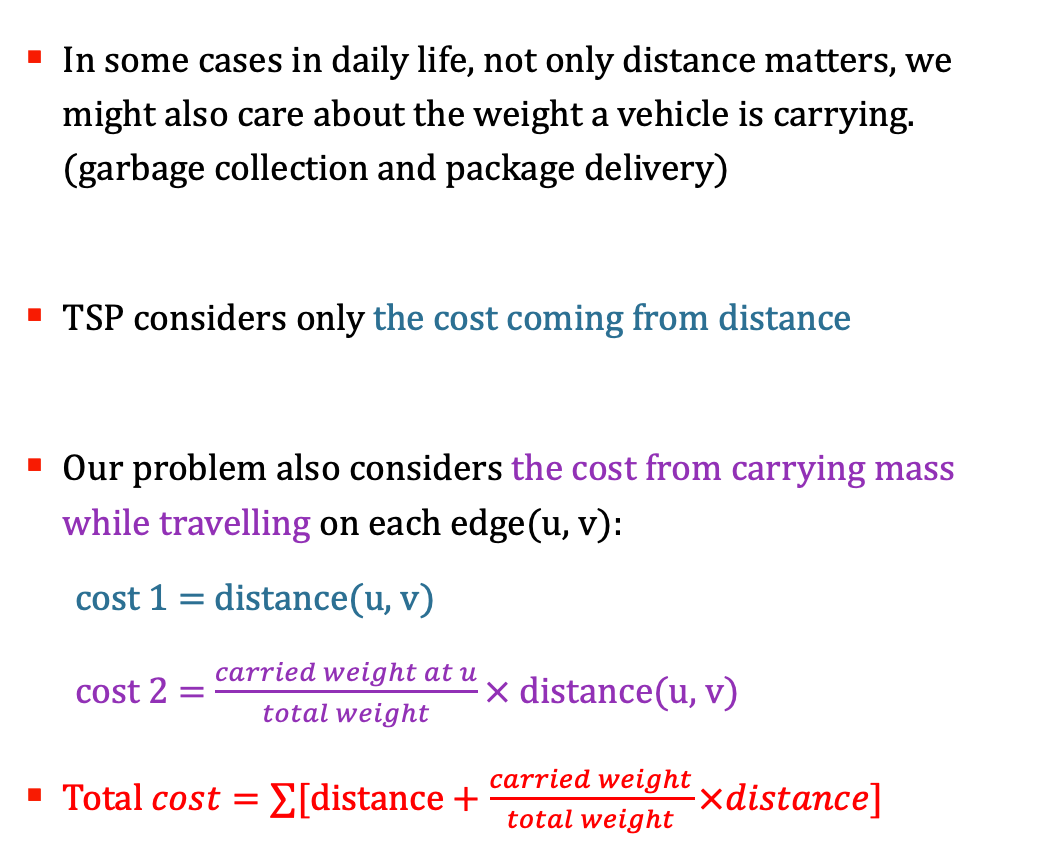 ▪ In some cases in daily life, not only distance matters, we
might also care about the weight a vehicle is carrying.
(garbage collection and package delivery)
▪ TSP considers only the cost coming from distance
▪ Our problem also considers the cost from carrying mass
while travelling on each edge(u, v):
cost 1 = distance(u, v)
cost 2 = carried weight at u / total weight × distance(u, v)
▪ Total cost = ∑[distance + carried weight / total weight ×distance]